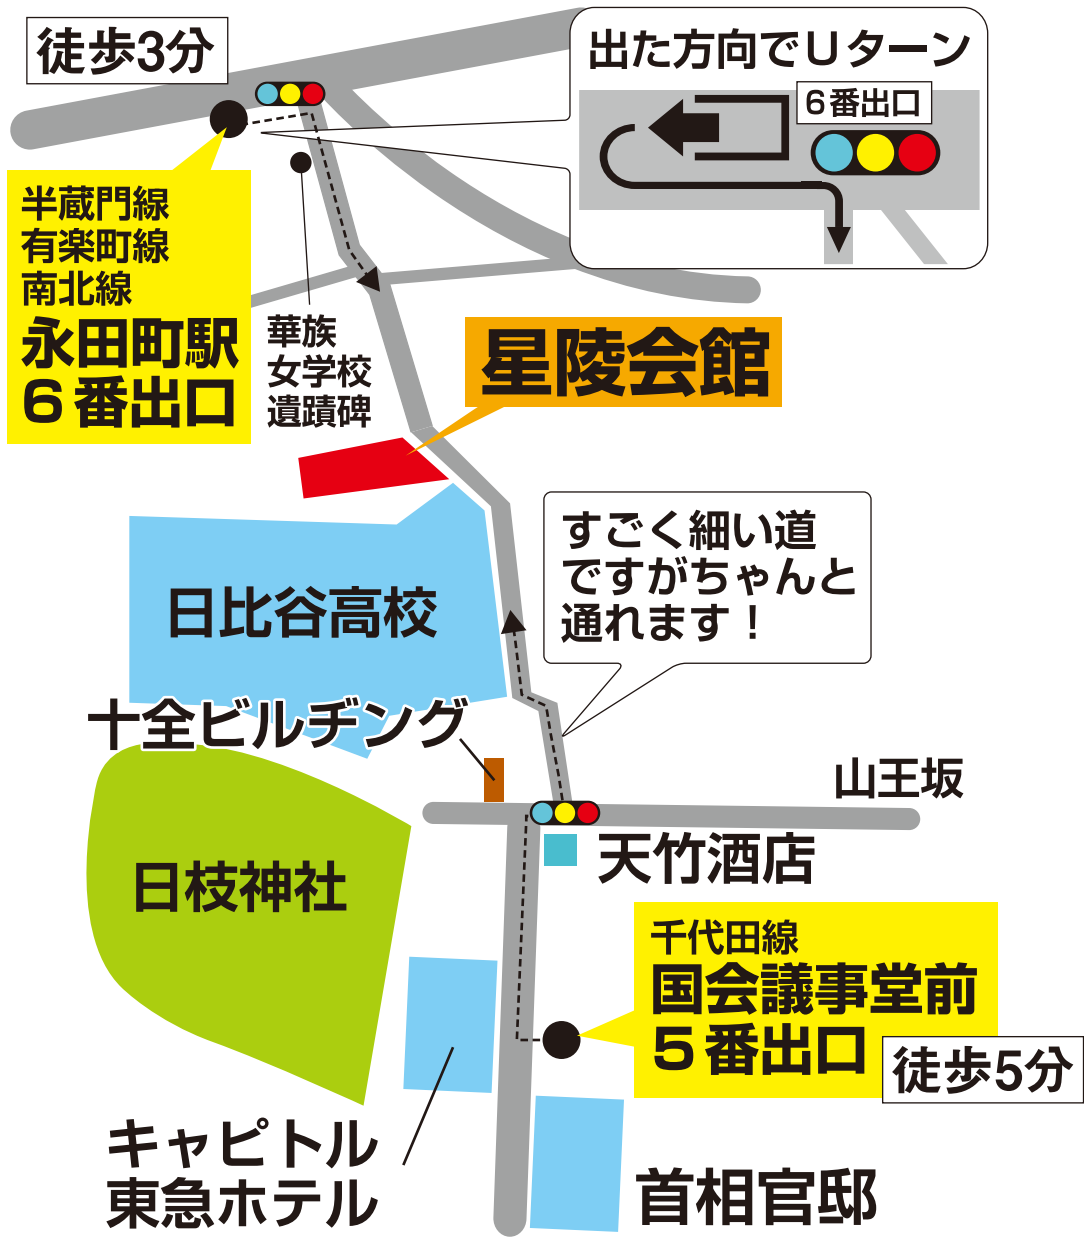 徒歩3分
出た方向でUターン
6番出口
半蔵門線
有楽町線
南北線
永田町駅
6番出口
華族
女学校
遺蹟碑
星陵会館
すごく細い道
ですがちゃんと
通れます！
日比谷高校
十全ビルヂング
山王坂
天竹酒店
日枝神社
千代田線
国会議事堂前
5番出口
徒歩5分
キャピトル
東急ホテル
首相官邸